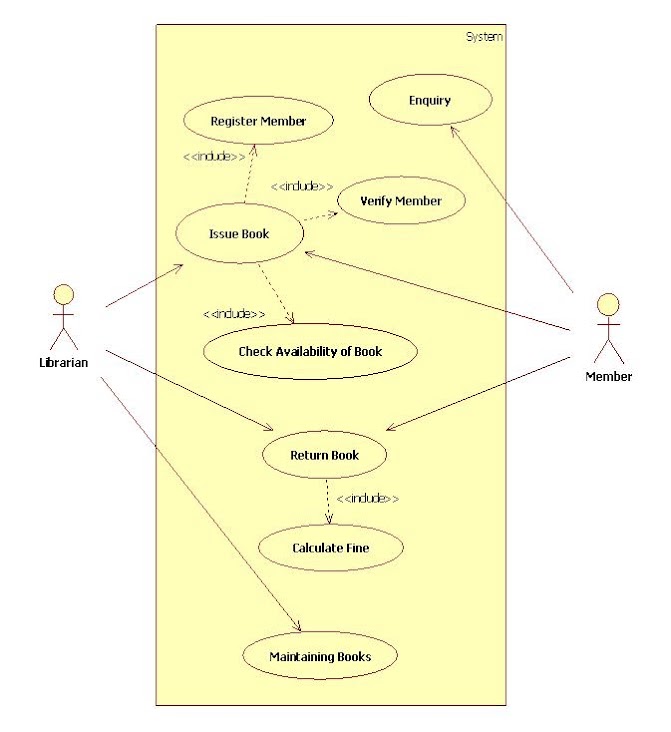 System
Enquiry
Register Member
<<include>>
<<include>>
Verify Member
Issue Book
<<include>>
Check Availability of Book
Librarian
Member
Return Book
<<include>>
Calculate Fine
Maintaining Books